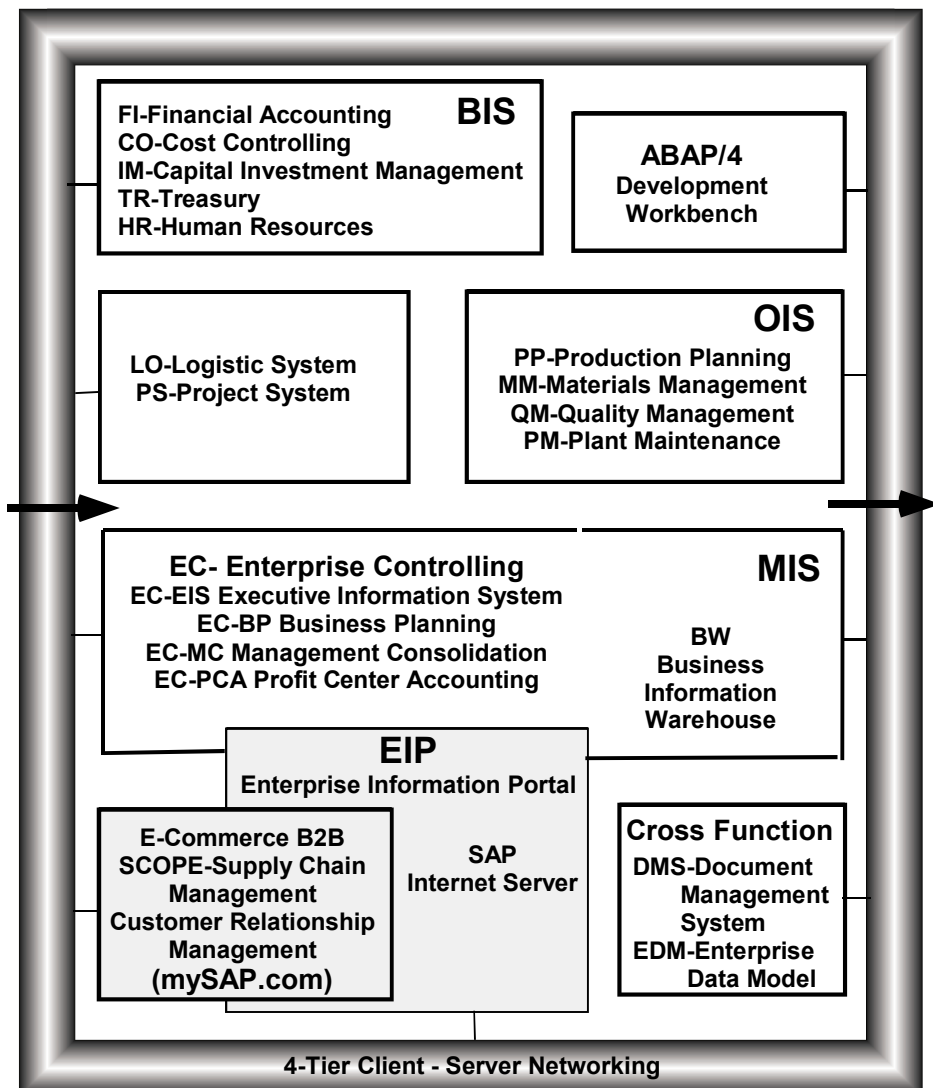 BIS
FI-Financial Accounting
CO-Cost Controlling
IM-Capital Investment Management
TR-Treasury
HR-Human Resources
ABAP/4
Development
Workbench
LO-Logistic System
PS-Project System
OIS
PP-Production Planning
MM-Materials Management
QM-Quality Management
PM-Plant Maintenance
EC- Enterprise Controlling
EC-EIS Executive Information System
EC-BP Business Planning
EC-MC Management Consolidation
EC-PCA Profit Center Accounting
MIS
BW
Business
Information
Warehouse
EIP
Enterprise Information Portal
SAP
Internet Server
E-Commerce B2B
SCOPE-Supply Chain
Management
Customer Relationship
Management
(mySAP.com)
Cross Function
DMS-Document
Management
System
EDM-Enterprise
Data Model
4-Tier Client - Server Networking